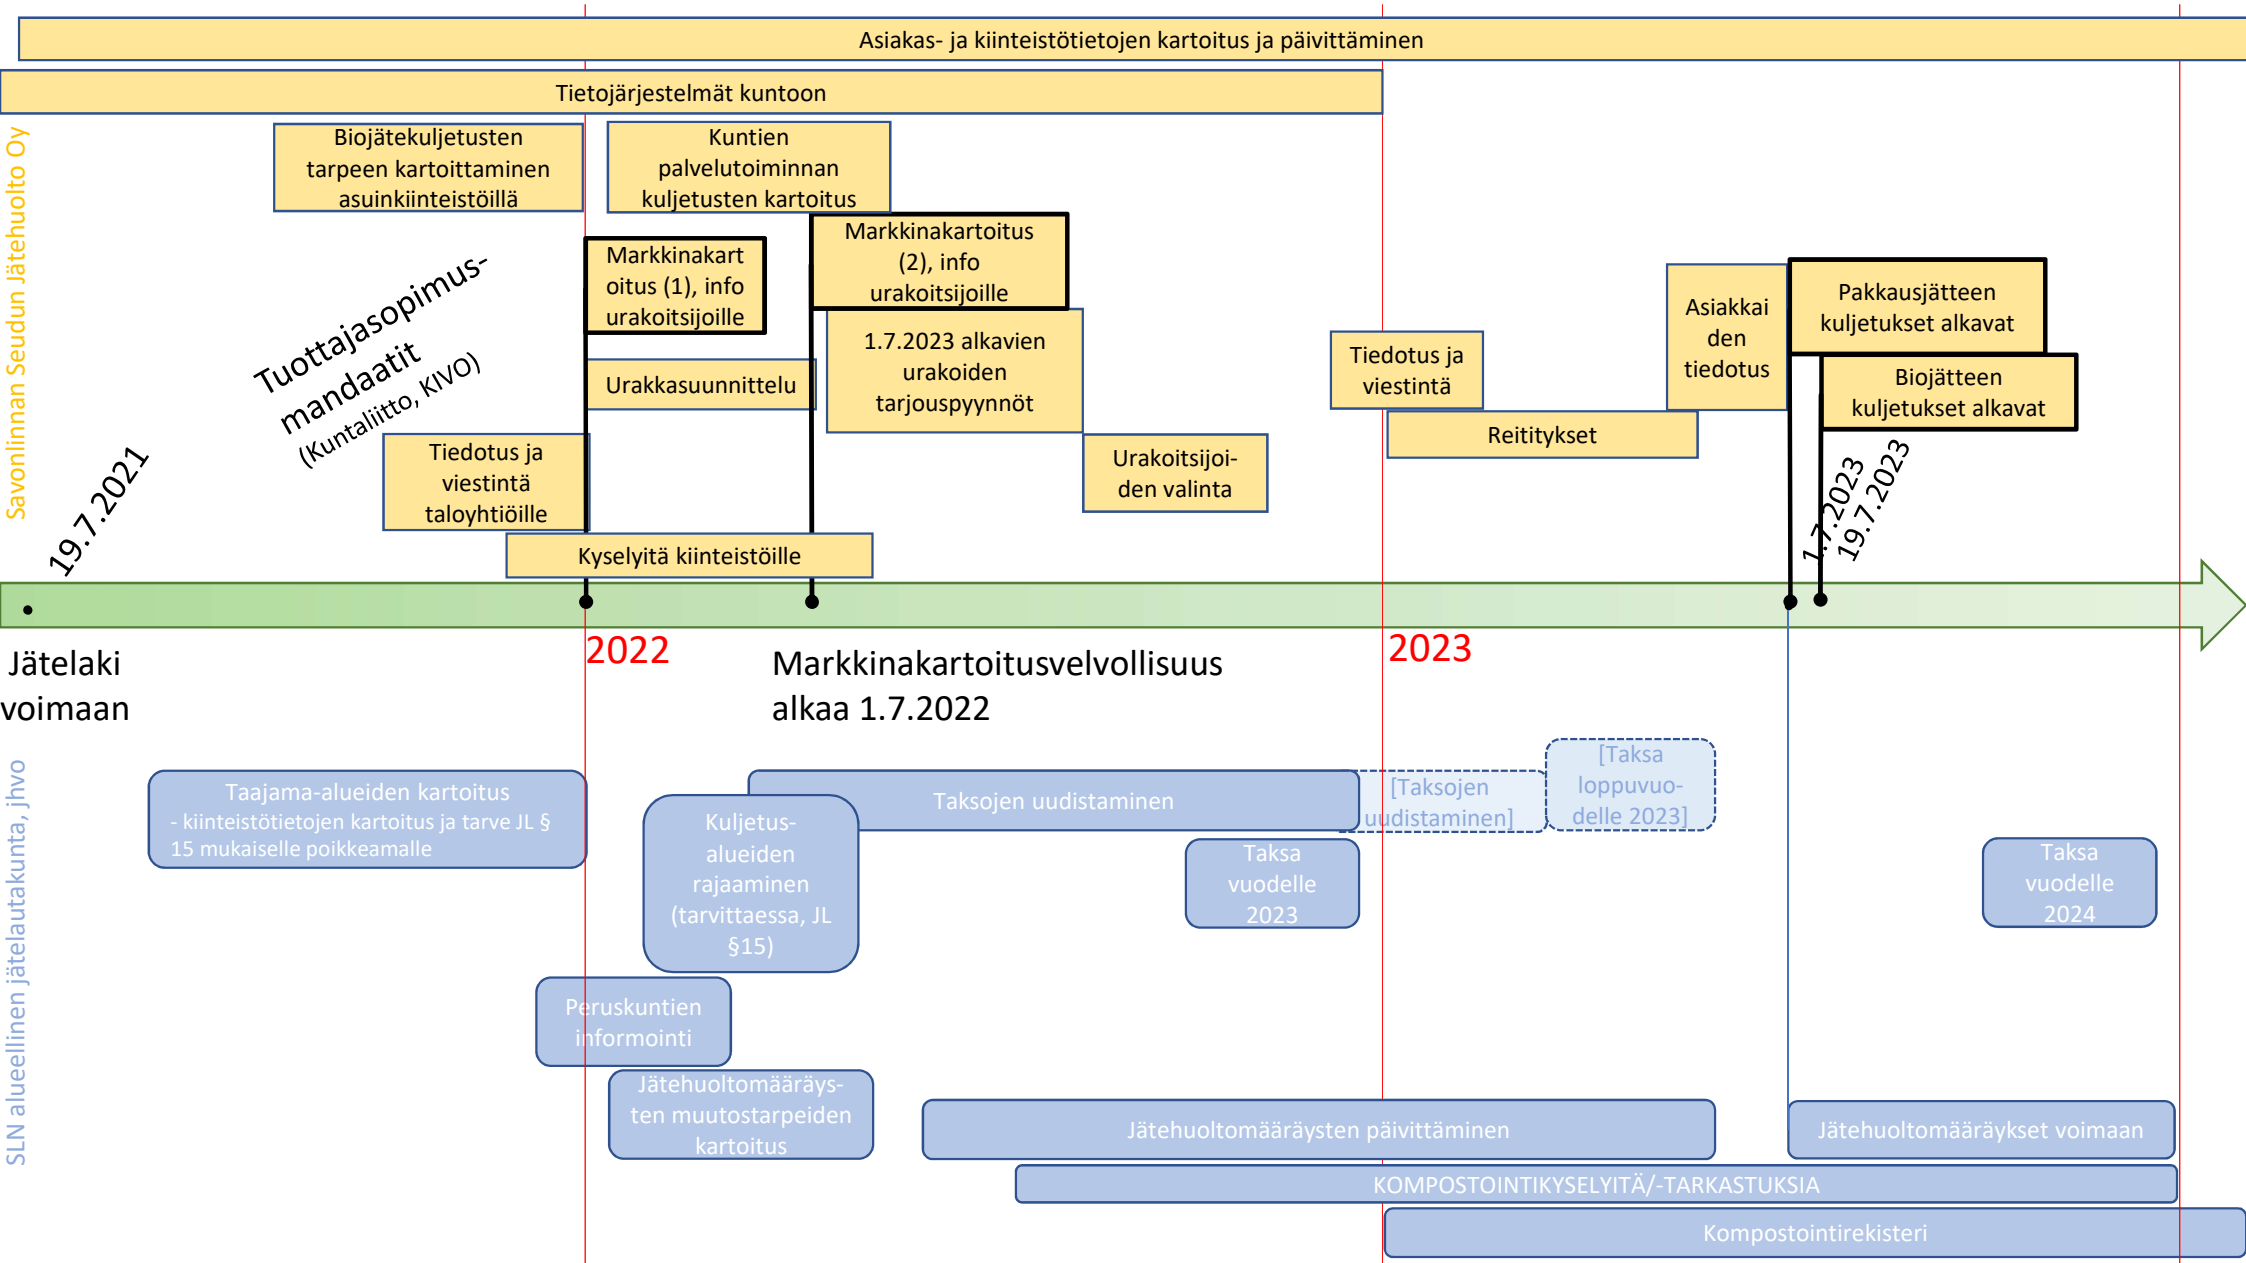 Asiakas- ja kiinteistötietojen kartoitus ja päivittäminen
Tietojärjestelmät kuntoon
Savonlinnan Seudun Jätehuolto Oy
Biojätekuljetusten
tarpeen kartoittaminen
asuinkiinteistöillä
Kuntien
palvelutoiminnan
kuljetusten kartoitus
Markkinakart
oitus (1), info
urakoitsijoille
Markkinakartoitus
(2), info
urakoitsijoille
Tuottajasopimus-
mandaatit
(Kuntaliitto, KIVO)
Urakkasuunnittelu
1.7.2023 alkavien
urakoiden
tarjouspyynnöt
Tiedotus ja
viestintä
Asiakkai
den
tiedotus
Pakkausjätteen
kuljetukset alkavat
Biojätteen
kuljetukset alkavat
Reititykset
Tiedotus ja
viestintä
taloyhtiöille
Urakoitsijoi-
den valinta
Kyselyitä kiinteistöille
19.7.2021
1.7.2023
19.7.2023
2022
2023
Jätelaki
voimaan
Markkinakartoitusvelvollisuus
alkaa 1.7.2022
SLN alueellinen jätelautakunta, jhvo
Taajama-alueiden kartoitus
- kiinteistötietojen kartoitus ja tarve JL §
15 mukaiselle poikkeamalle
Kuljetus-
alueiden
rajaaminen
(tarvittaessa, JL
§15)
Taksojen uudistaminen
[Taksojen
uudistaminen]
[Taksa
loppuvuo-
delle 2023]
Taksa
vuodelle
2023
Taksa
vuodelle
2024
Peruskuntien
informointi
Jätehuoltomääräys-
ten muutostarpeiden
kartoitus
Jätehuoltomääräysten päivittäminen
Jätehuoltomääräykset voimaan
KOMPOSTOINTIKYSELYITÄ/-TARKASTUKSIA
Kompostointirekisteri